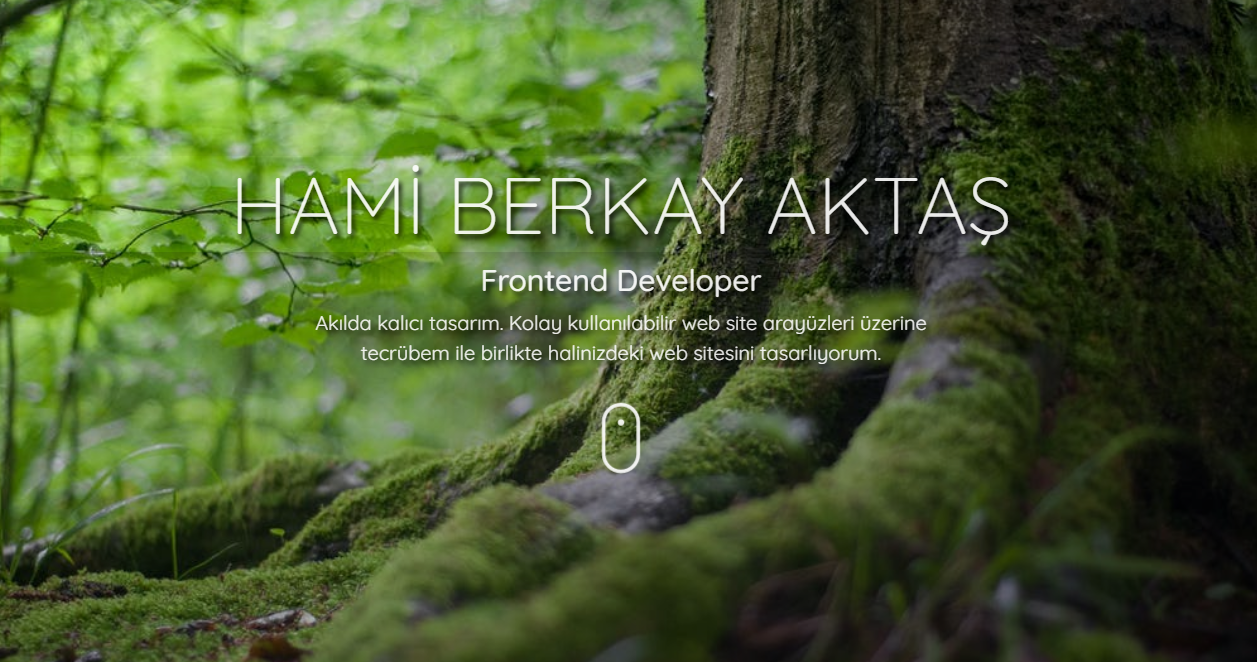 HAMİ BERKAY AKTAŞ
Frontend Developer
Akılda kalıcı tasarım. Kolay kullanılabilir web site arayüzleri üzerine
tecrübem ile birlikte halinizdeki web sitesini tasarlıyorum.